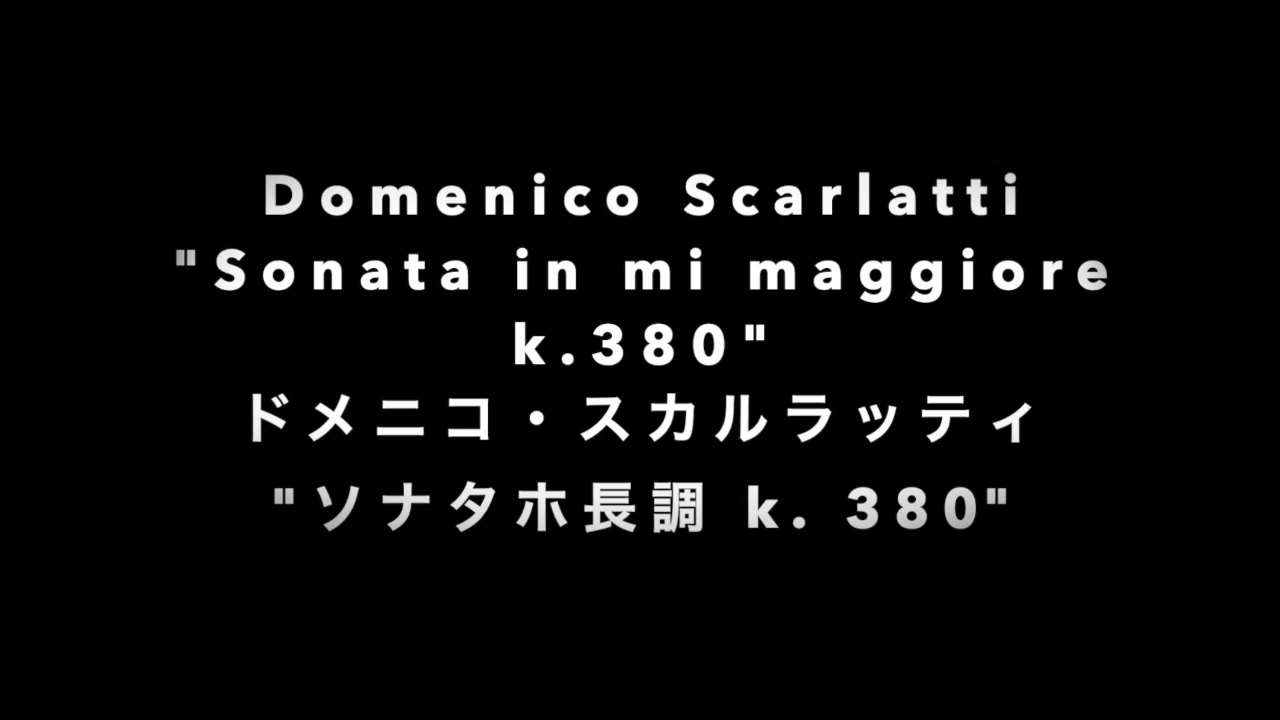 Domenico Scarlatti
"Sonata in mi maggiore
k.380"
ドメニコ・スカルラッティ
"ソナタホ長調 k. 380"